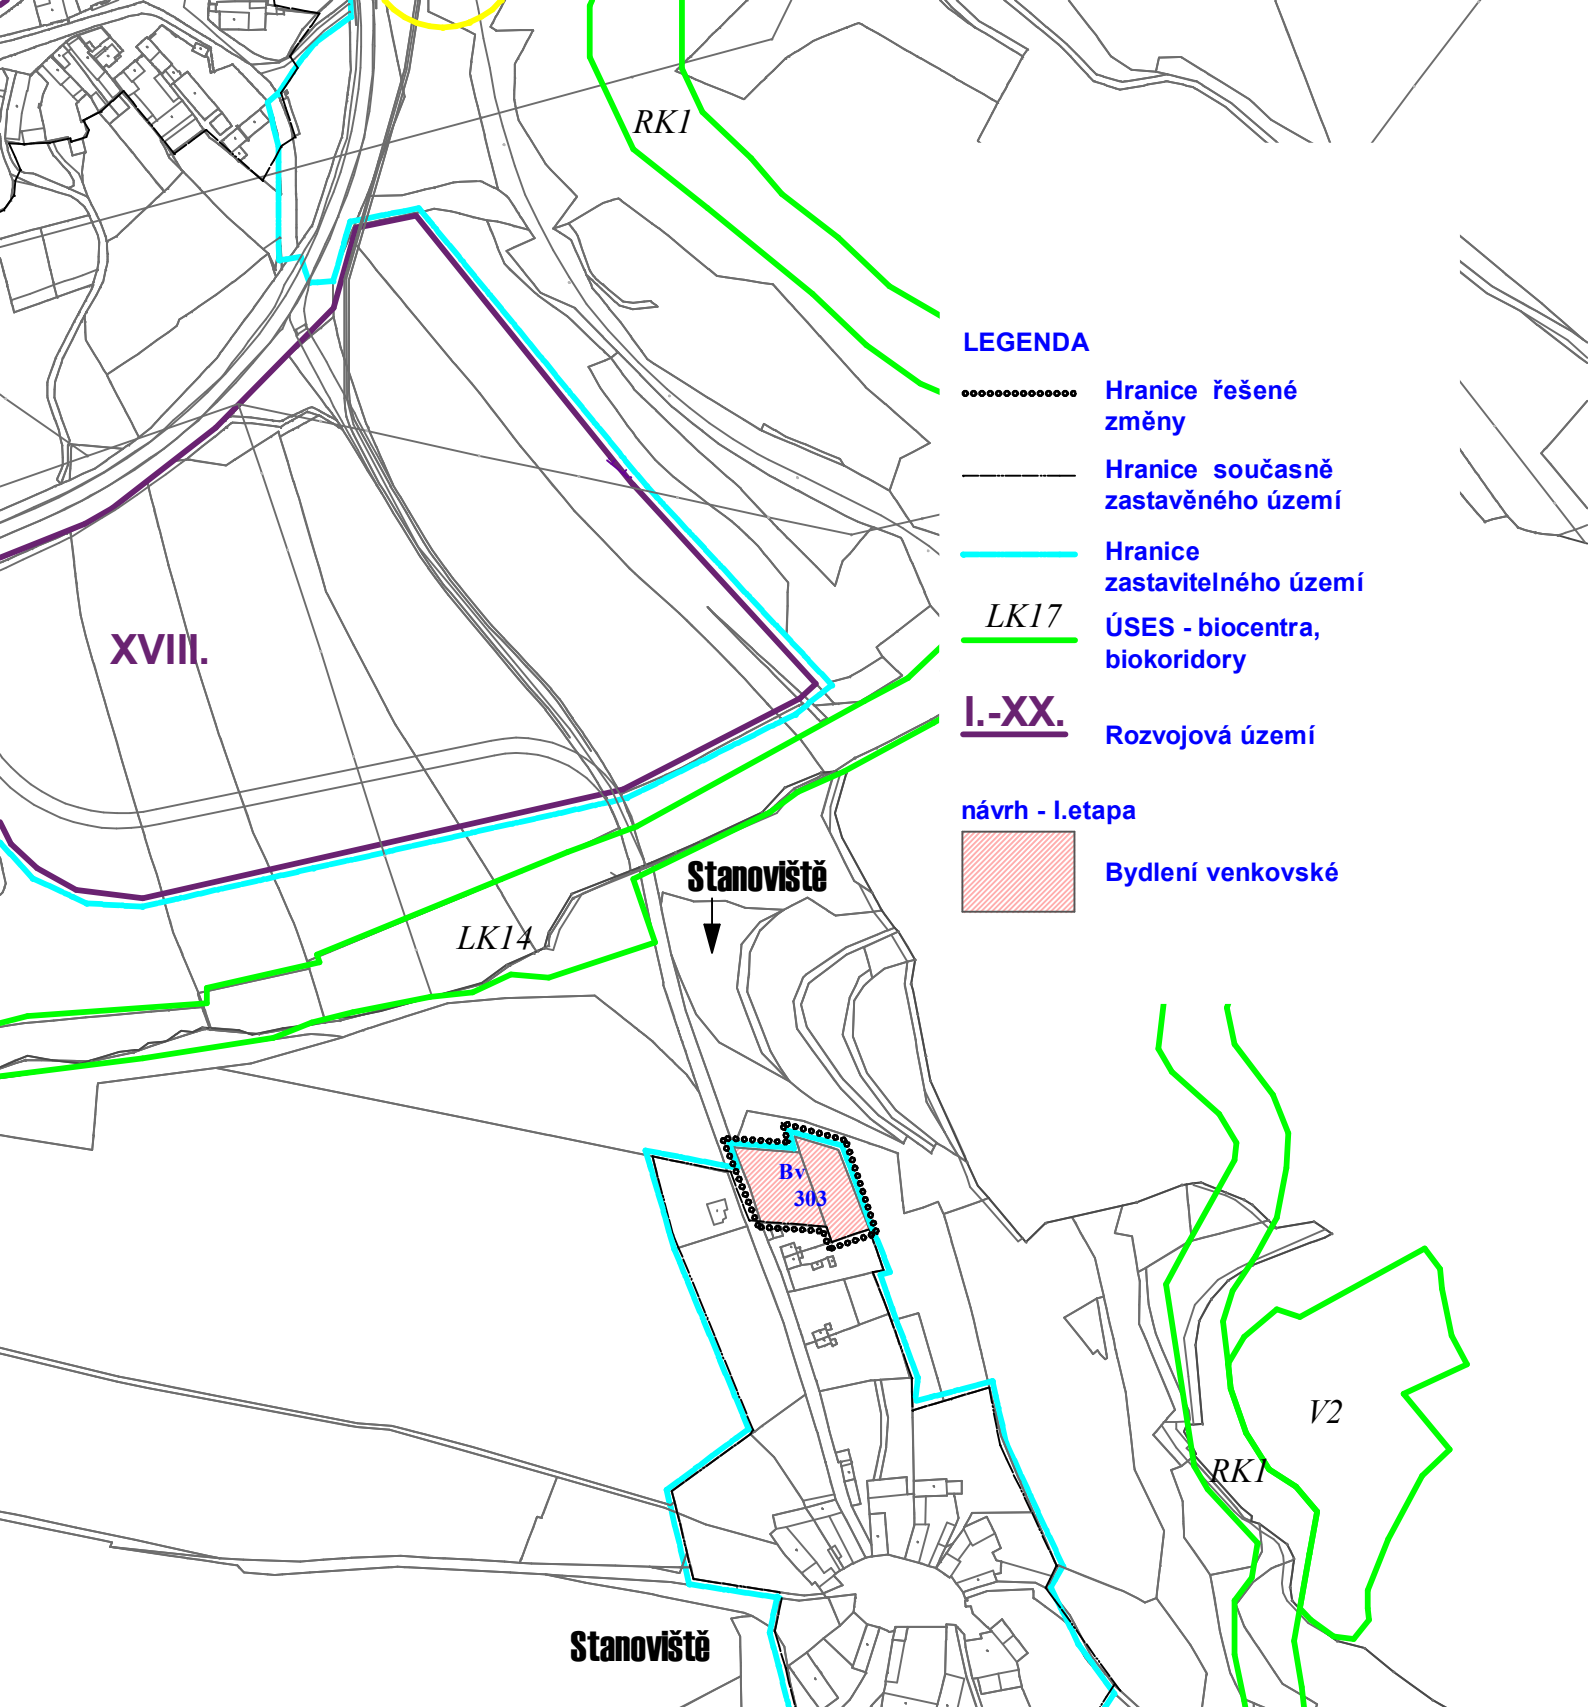 RK1
LEGENDA
Hranice řešené
změny
Hranice současně
zastavěného území
Hranice
zastavitelného území
LK17
ÚSES - biocentra,
biokoridory
XVIII.
I.-XX.
Rozvojová území
návrh - I.etapa
Bydlení venkovské
Stanoviště
LK14
Bv
303
V2
RK1
Stanoviště